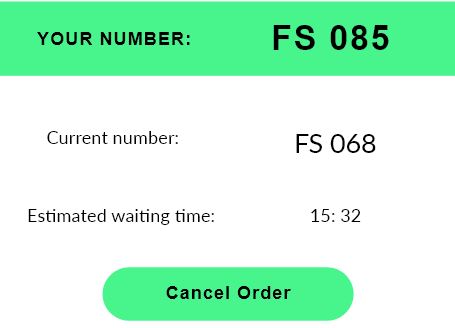 YOUR NUMBER: FS 085
Current number: FS 068
Estimated waiting time: 15: 32
Cancel Order